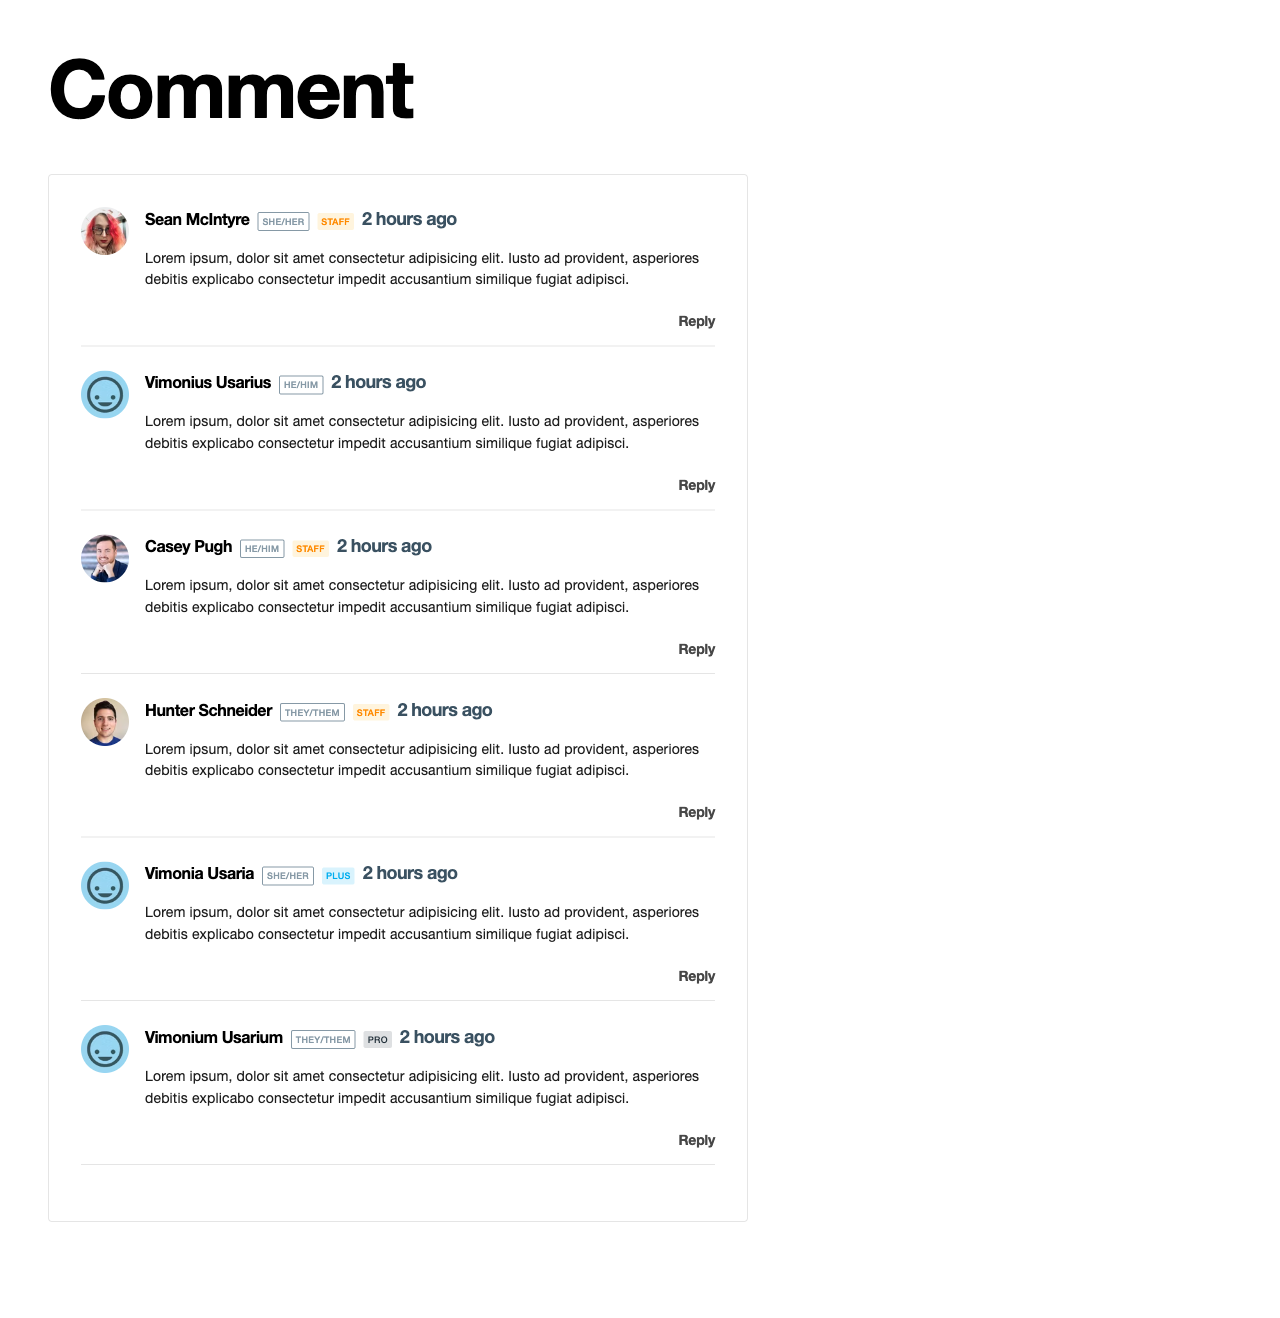 Comment
Sean McIntyre SHE/HER STAFF 2 hours ago
Lorem ipsum, dolor sit amet consectetur adipisicing elit. Iusto ad provident, asperiores
debitis explicabo consectetur impedit accusantium similique fugiat adipisci.
Reply
Vimonius Usarius HE/HIM 2 hours ago
Lorem ipsum, dolor sit amet consectetur adipisicing elit. Iusto ad provident, asperiores
debitis explicabo consectetur impedit accusantium similique fugiat adipisci.
Reply
Casey Pugh HE/HIM STAFF 2 hours ago
Lorem ipsum, dolor sit amet consectetur adipisicing elit. Iusto ad provident, asperiores
debitis explicabo consectetur impedit accusantium similique fugiat adipisci.
Reply
Hunter Schneider THEY/THEM STAFF 2 hours ago
Lorem ipsum, dolor sit amet consectetur adipisicing elit. Iusto ad provident, asperiores
debitis explicabo consectetur impedit accusantium similique fugiat adipisci.
Reply
Vimonia Usaria SHE/HER PLUS 2 hours ago
Lorem ipsum, dolor sit amet consectetur adipisicing elit. Iusto ad provident, asperiores
debitis explicabo consectetur impedit accusantium similique fugiat adipisci.
Reply
Vimonium Usarium THEY/THEM PRO 2 hours ago
Lorem ipsum, dolor sit amet consectetur adipisicing elit. Iusto ad provident, asperiores
debitis explicabo consectetur impedit accusantium similique fugiat adipisci.
Reply